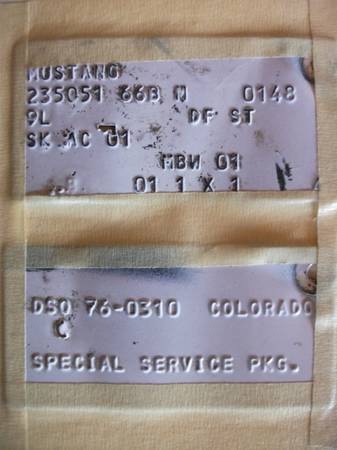 MUSTANG
235051 66B M 0148
9L DF ST
SK AC 01
MBW 01
01 1 X 1
DSO 76-0310 COLORADO
SPECIAL SERVICE PKG.